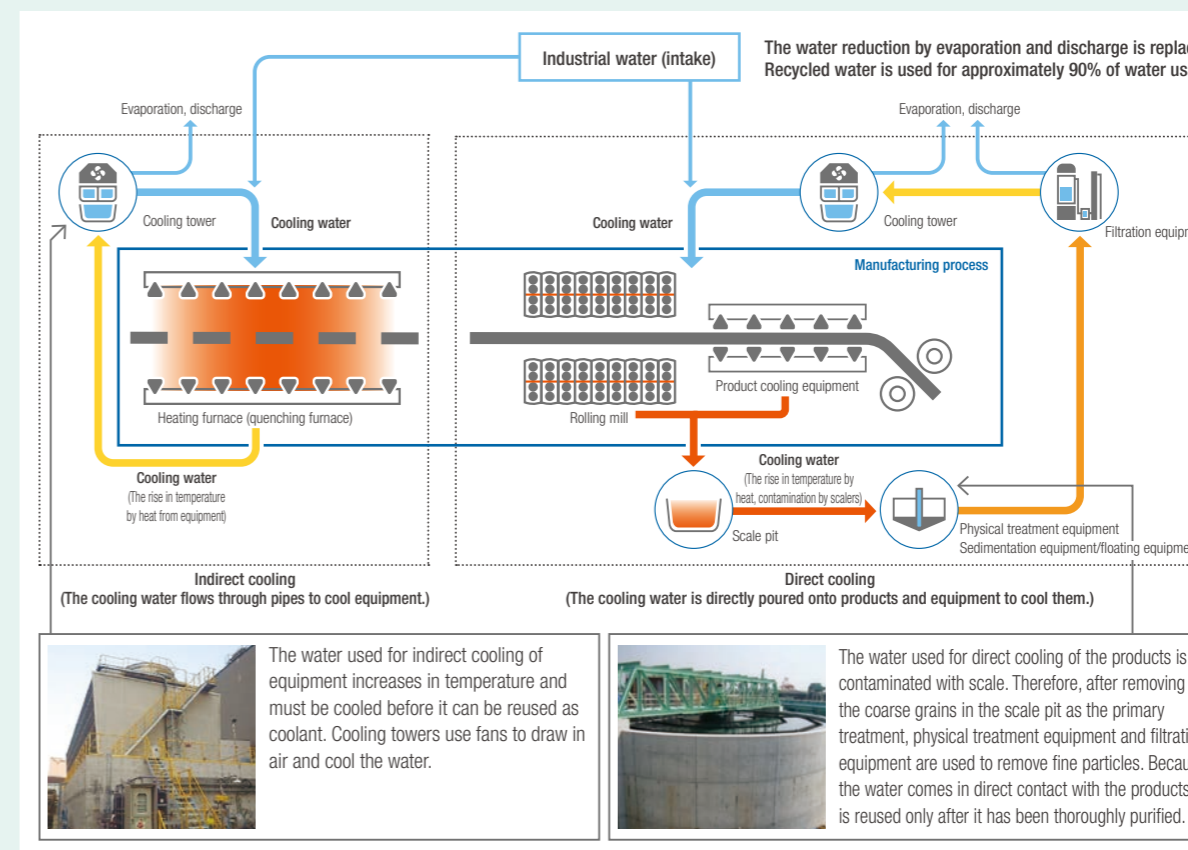 Industrial water (intake)
The water reduction by evaporation and discharge is
Recycled water is used for approximately 90% of water
Evaporation, discharge
Evaporation, discharge
Cooling tower
Cooling water
Cooling water
Cooling tower
Filtration
Manufacturing process
Heating furnace (quenching furnace)
Rolling mill
Product cooling equipment
Cooling water
(The rise in temperature
by heat from equipment)
Cooling water
(The rise in temperature by
heat, contamination by scalers)
Scale pit
Physical treatment equipment
Sedimentation equipment/floating
Indirect cooling
(The cooling water flows through pipes to cool equipment.)
Direct cooling
(The cooling water is directly poured onto products and equipment to cool them.)
The water used for indirect cooling of
equipment increases in temperature and
must be cooled before it can be reused as
coolant. Cooling towers use fans to draw in
air and cool the water.
The water used for direct cooling of the products is
contaminated with scale. Therefore, after removing
the coarse grains in the scale pit as the primary
treatment, physical treatment equipment and
equipment are used to remove fine particles.
the water comes in direct contact with the products
is reused only after it has been thoroughly purified.